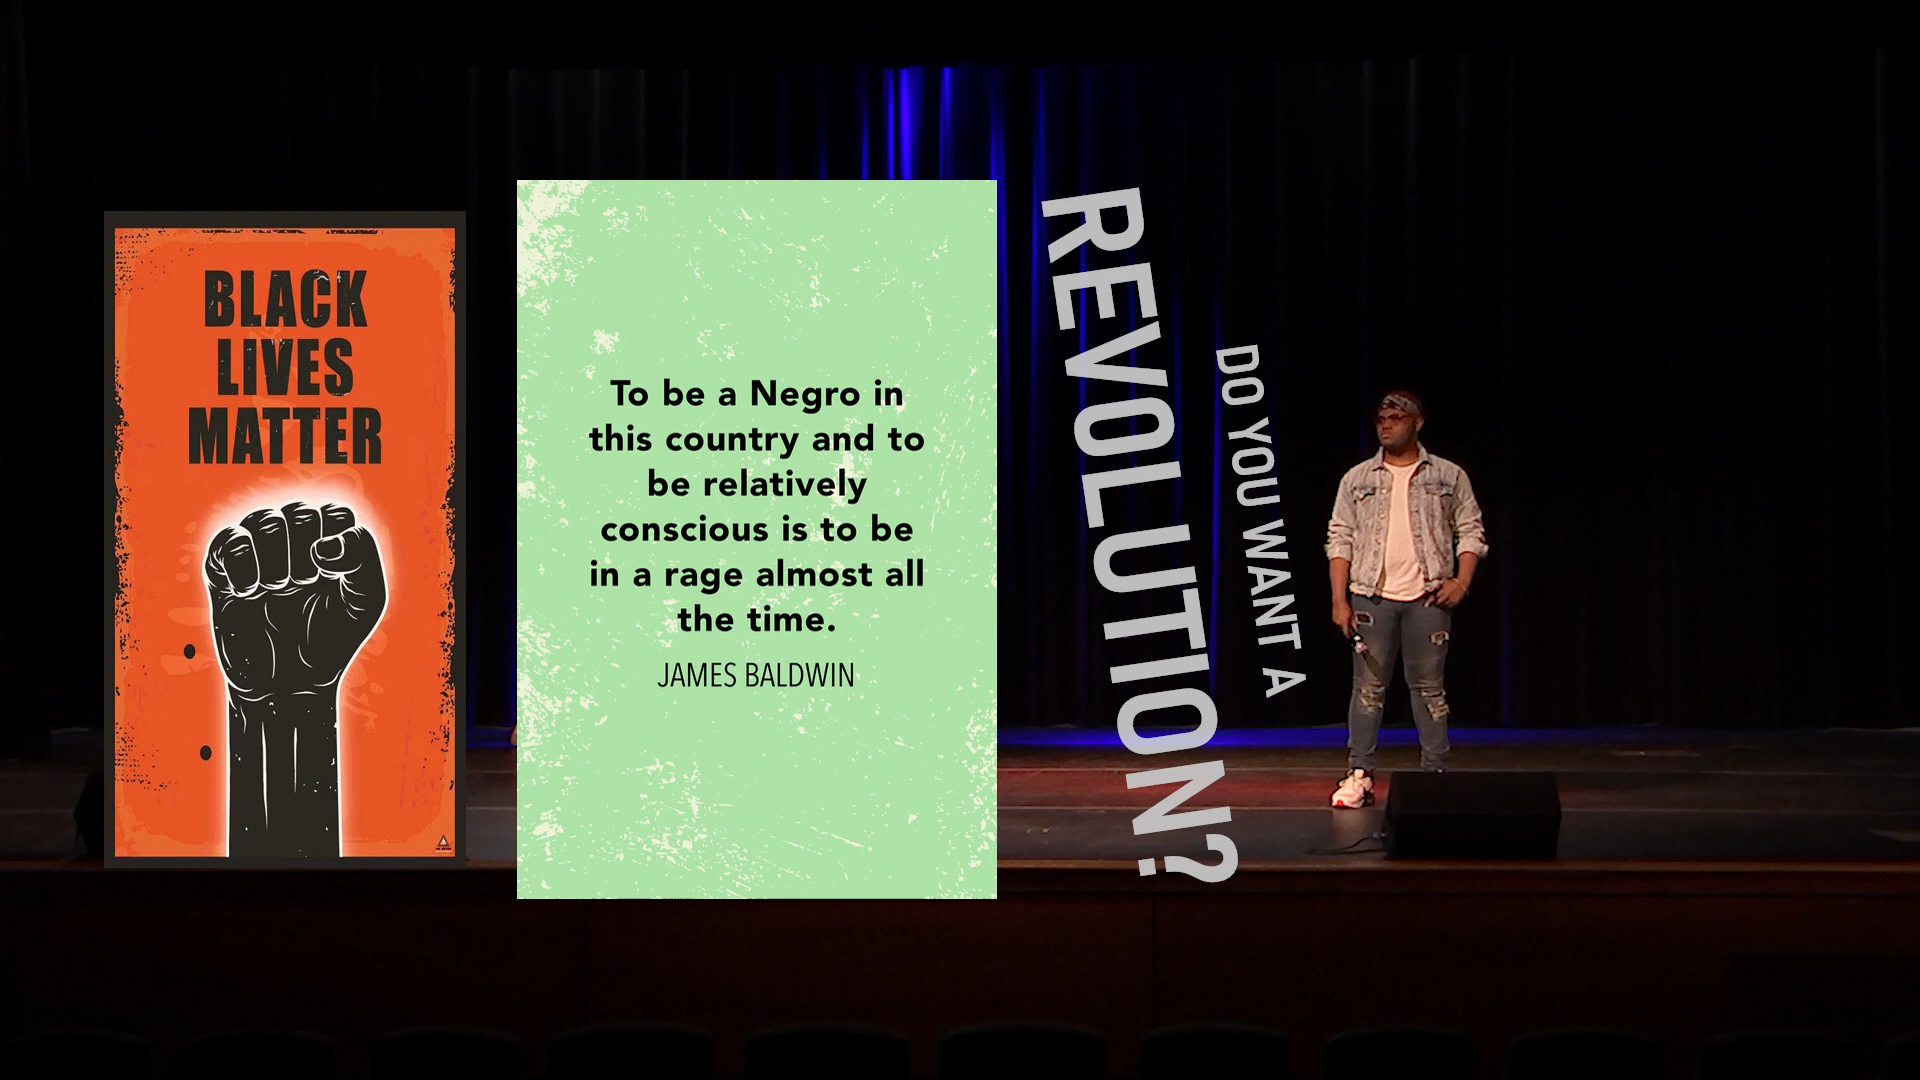 BLACK
LIVES
MATTER
To be a Negro in
this country and to
be relatively
conscious is to be
in a rage almost all
the time.
JAMES BALDWIN
DO YOU WANT A
REVOLUTION?